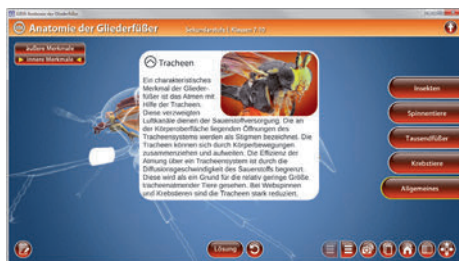 Anatomie der Gliederfüßer
Sekundarstufe I, Klassen 7-10
äußere Merkmale
innere Merkmale
Tracheen
Ein charakteristisches
Merkmal der Glieder-
füßer ist das Atmen mit
Hilfe der Tracheen.
Diese verzweigten
Luftkanäle dienen der Sauerstoffversorgung. Die an
der Körperoberfläche liegenden Öffnungen des
Tracheensystems werden als Stigmen bezeichnet. Die
Tracheen können sich durch Körperbewegungen
zusammenziehen und aufweiten. Die Effizienz der
Atmung über ein Tracheensystem ist durch die
Diffusionsgeschwindigkeit des Sauerstoffs begrenzt.
Diese wird als ein Grund für die relativ geringe Größe
tracheenatmender Tiere gesehen. Bei Webspinnen
und Krebstieren sind die Tracheen stark reduziert.
Insekten
Spinnentiere
Tausendfüßer
Krebstiere
Allgemeines
Lösung